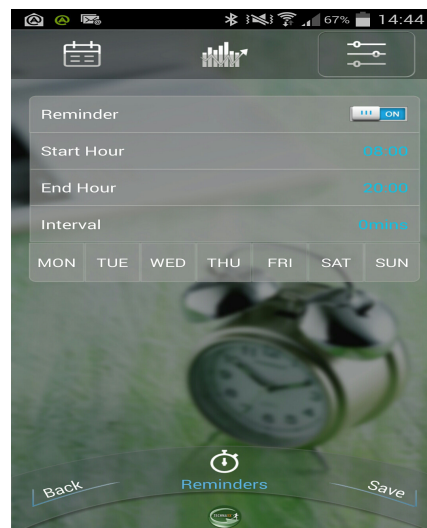 67% 14:44
Reminder ON
Start Hour 08:00
End Hour 20:00
Interval 0mins
MON TUE WED THU FRI SAT SUN
Back Reminders Save